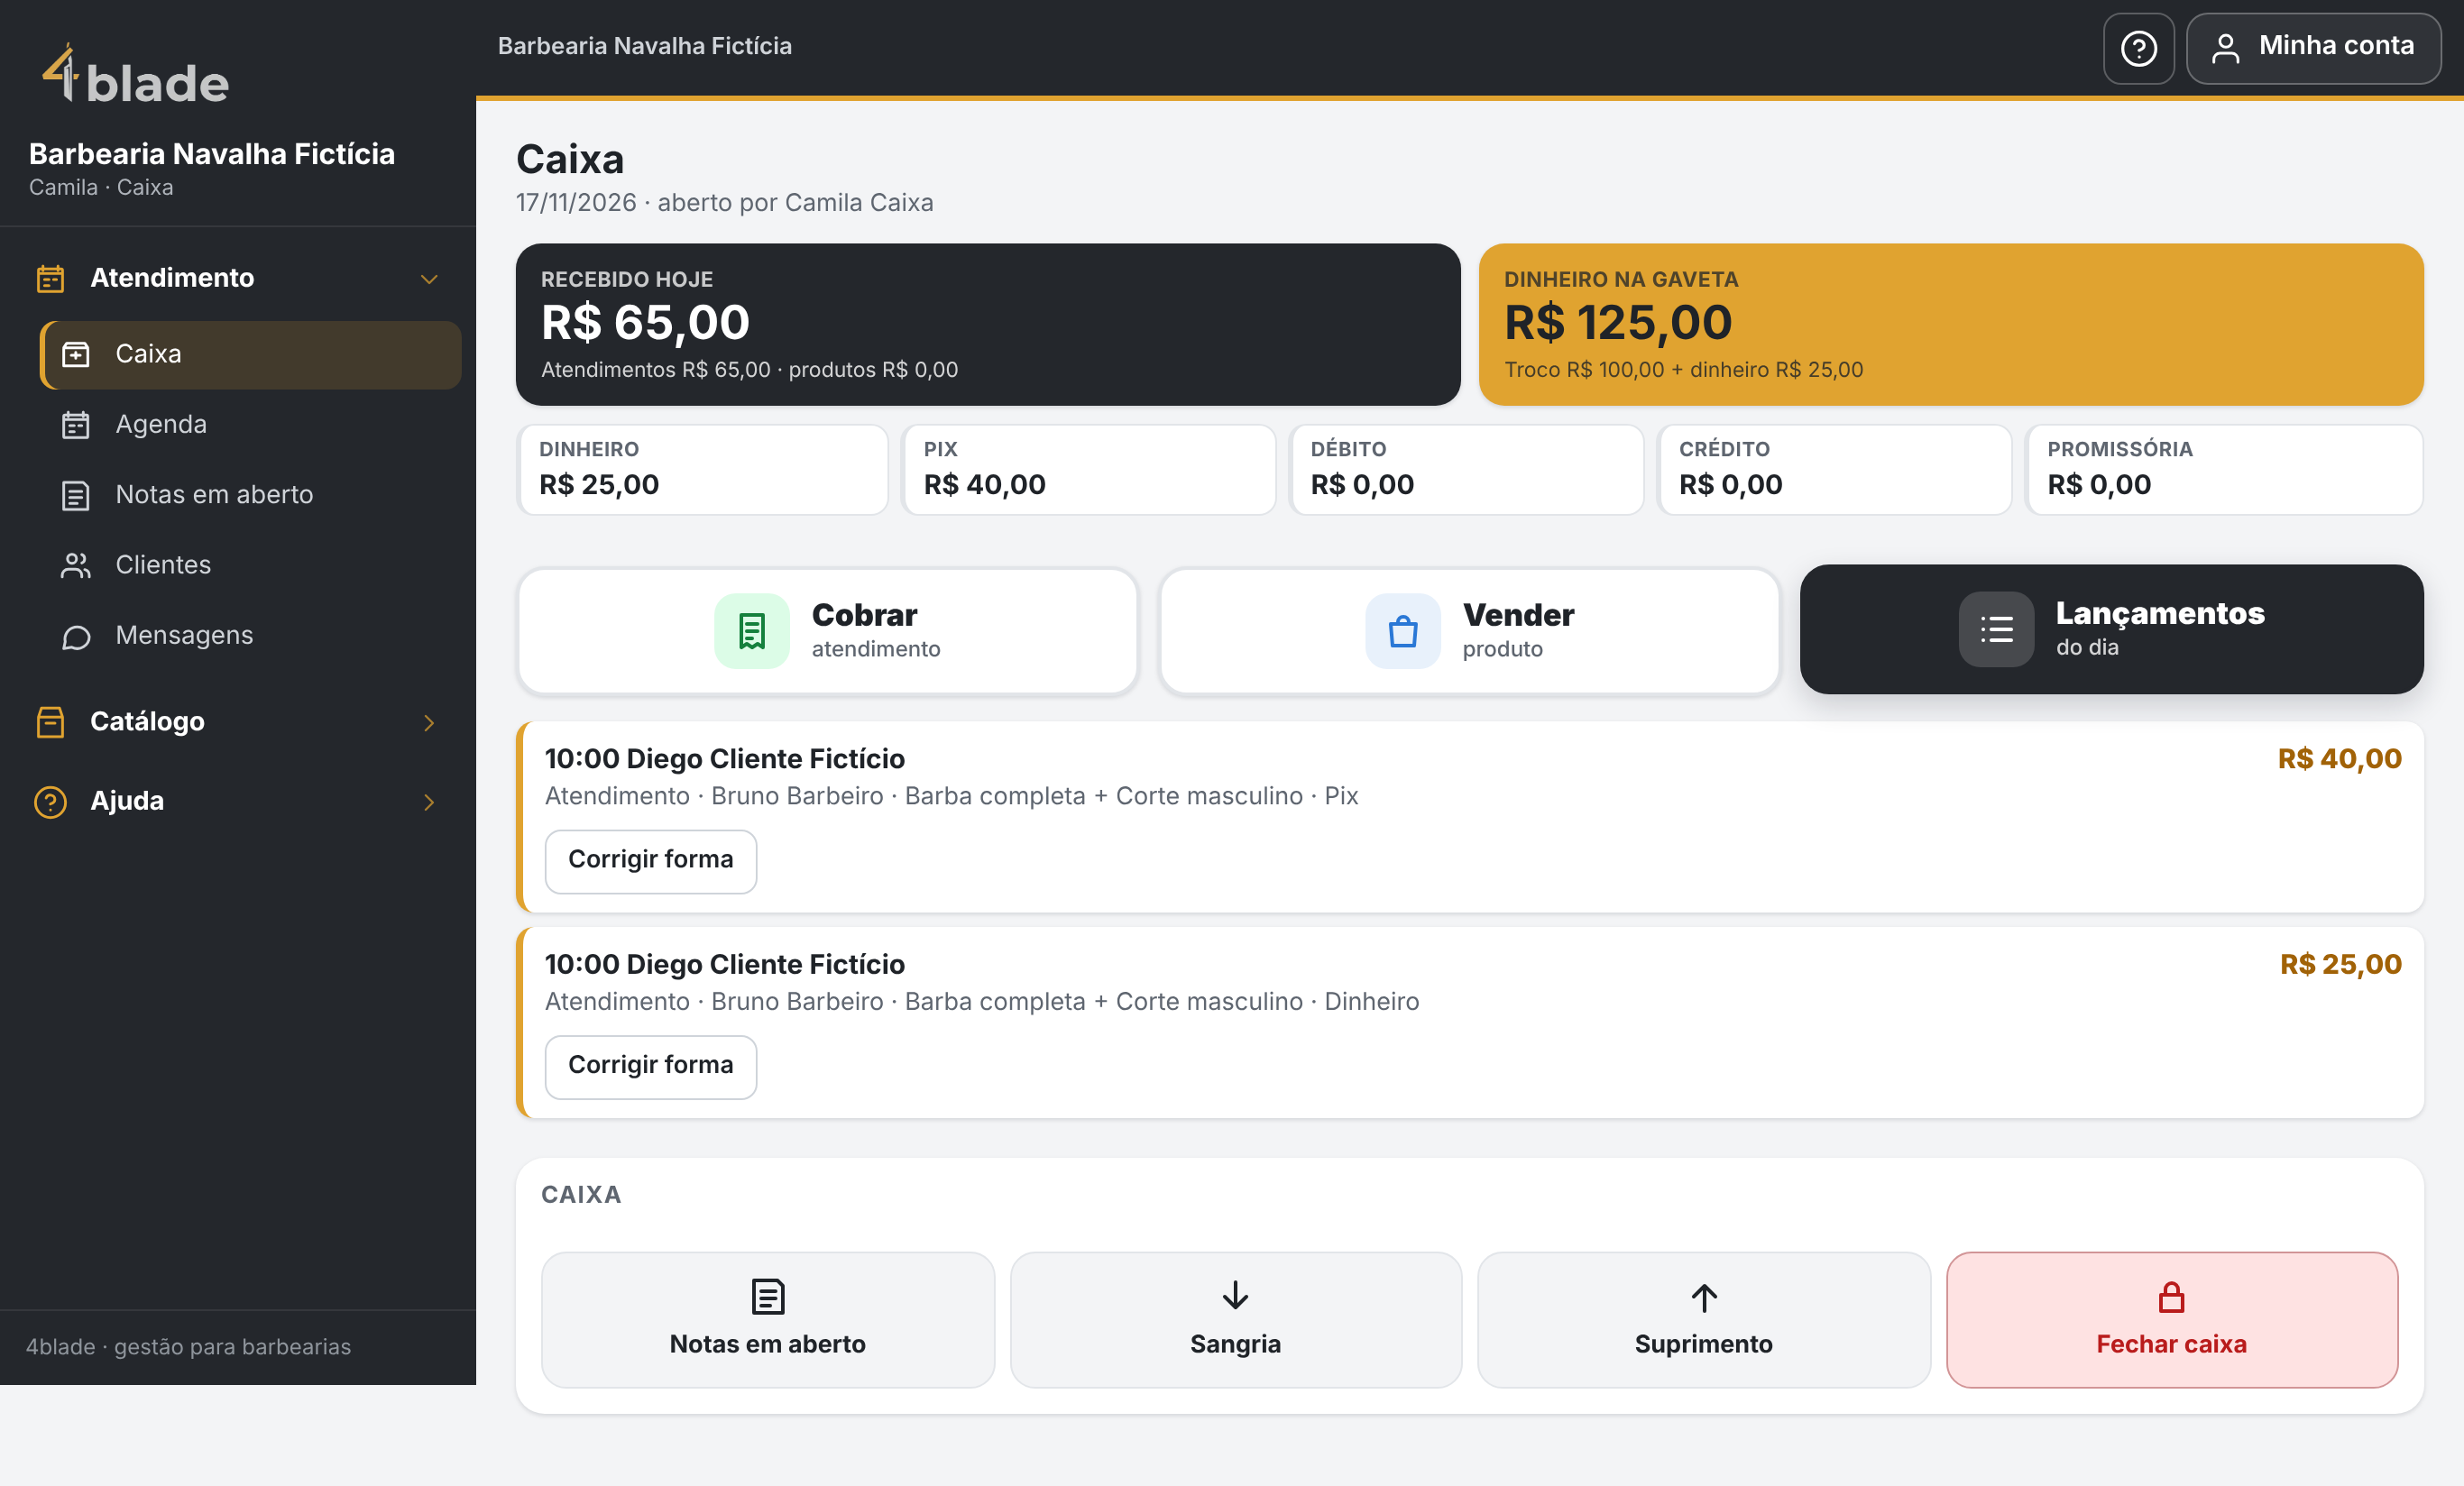 4blade
Barbearia Navalha Fictícia
Camila · Caixa
Atendimento
Caixa
Agenda
Notas em aberto
Clientes
Mensagens
Catálogo
Ajuda
4blade · gestão para barbearias
Barbearia Navalha Fictícia
Minha conta
Caixa
17/11/2026 · aberto por Camila Caixa
RECEBIDO HOJE
R$ 65,00
Atendimentos R$ 65,00 · produtos R$ 0,00
DINHEIRO NA GAVETA
R$ 125,00
Troco R$ 100,00 + dinheiro R$ 25,00
DINHEIRO
R$ 25,00
PIX
R$ 40,00
DÉBITO
R$ 0,00
CRÉDITO
R$ 0,00
PROMISSÓRIA
R$ 0,00
Cobrar
atendimento
Vender
produto
Lançamentos
do dia
10:00 Diego Cliente Fictício
R$ 40,00
Atendimento · Bruno Barbeiro · Barba completa + Corte masculino · Pix
Corrigir forma
10:00 Diego Cliente Fictício
R$ 25,00
Atendimento · Bruno Barbeiro · Barba completa + Corte masculino · Dinheiro
Corrigir forma
CAIXA
Notas em aberto
Sangria
Suprimento
Fechar caixa